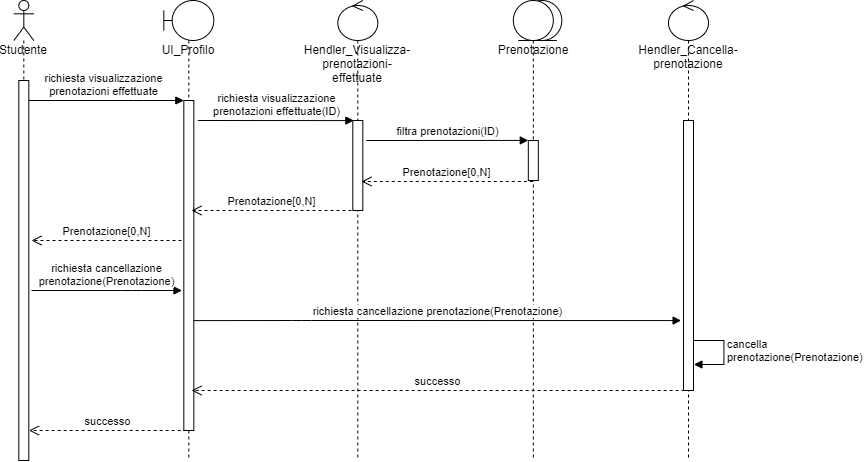 Studente
UI_Profilo
Hendler_Visualizza-
prenotazioni-
effettuate
Prenotazione
Hendler_Cancella-
prenotazione
richiesta visualizzazione
prenotazioni effettuate
richiesta visualizzazione
prenotazioni effettuate(ID)
filtra prenotazioni(ID)
Prenotazione[0,N]
Prenotazione[0,N]
Prenotazione[0,N]
richiesta cancellazione
prenotazione(Prenotazione)
richiesta cancellazione prenotazione(Prenotazione)
cancella
prenotazione(Prenotazione)
successo
successo